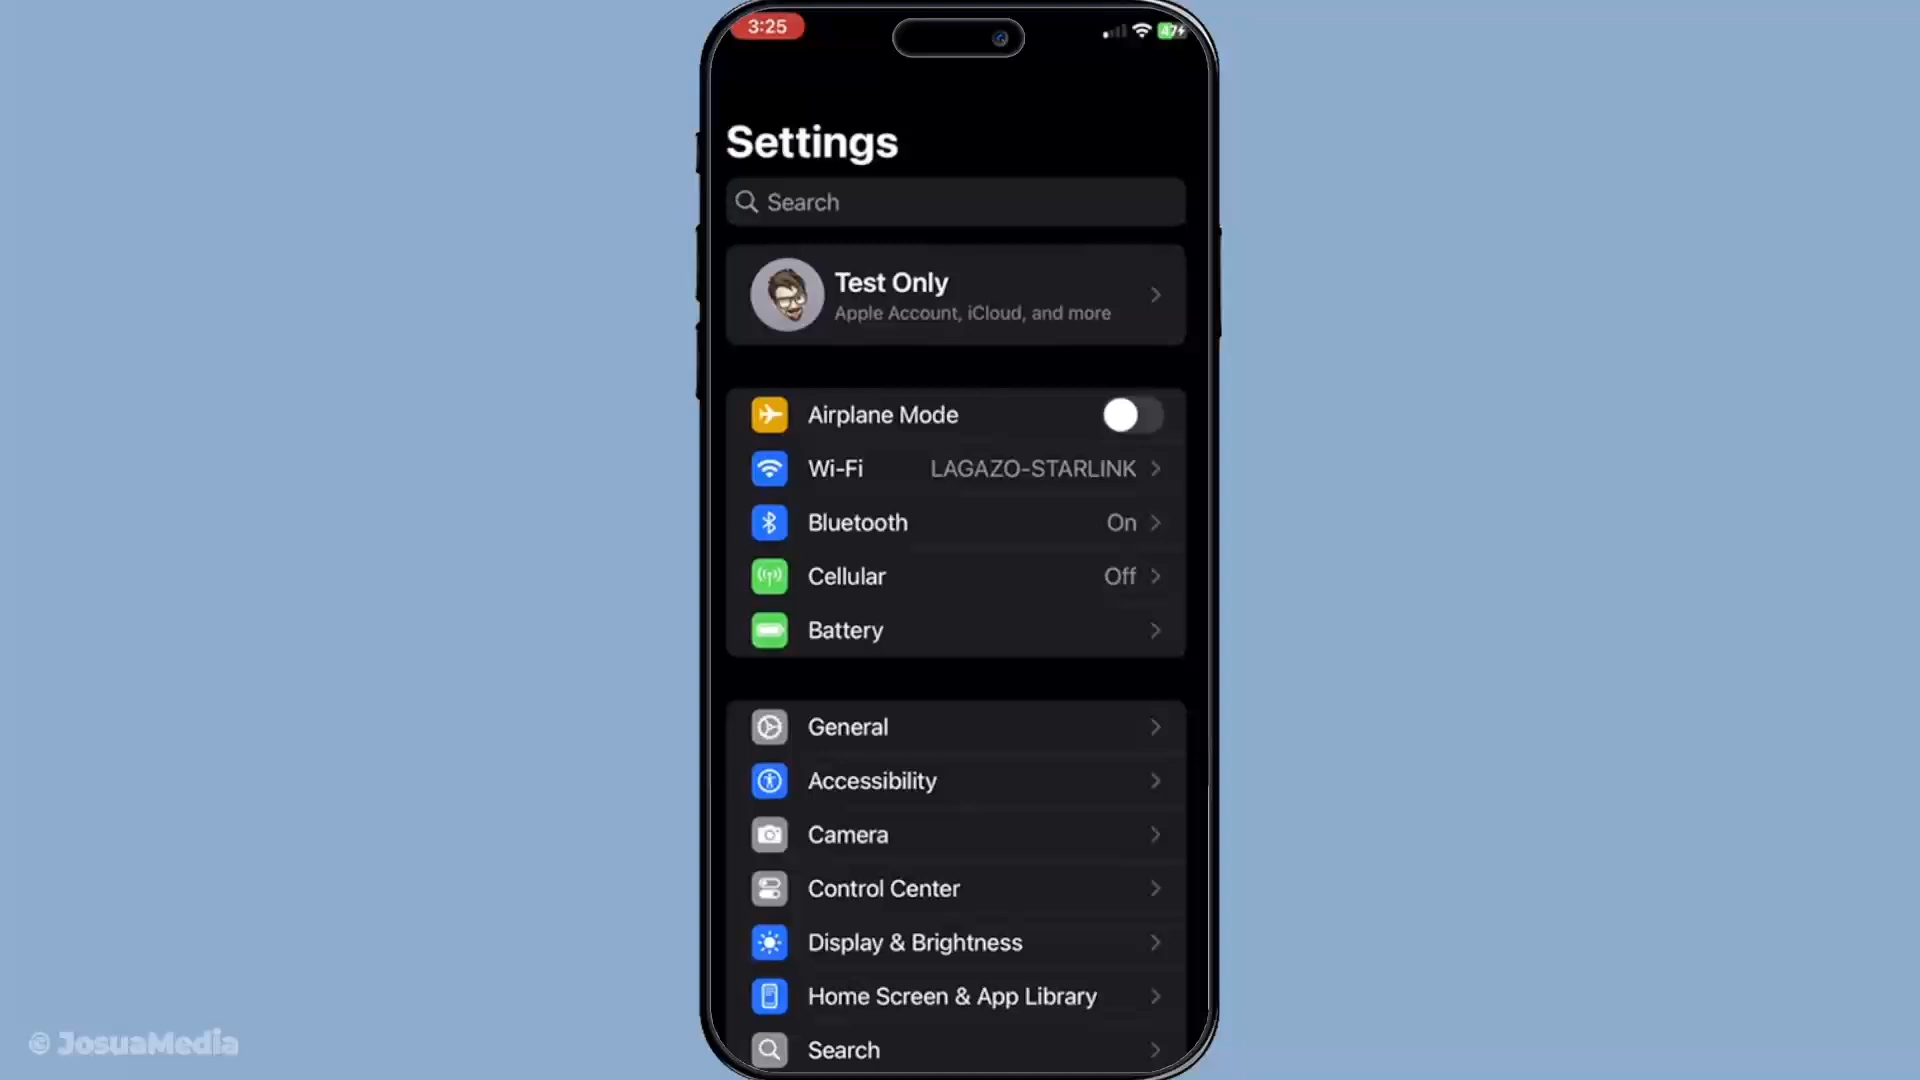 3:25
47
Settings
Search
Test Only
Apple Account, iCloud, and more
Airplane Mode
Wi-Fi LAGAZO-STARLINK
Bluetooth On
Cellular Off
Battery
General
Accessibility
Camera
Control Center
Display & Brightness
Home Screen & App Library
Search
© JosuaMedia